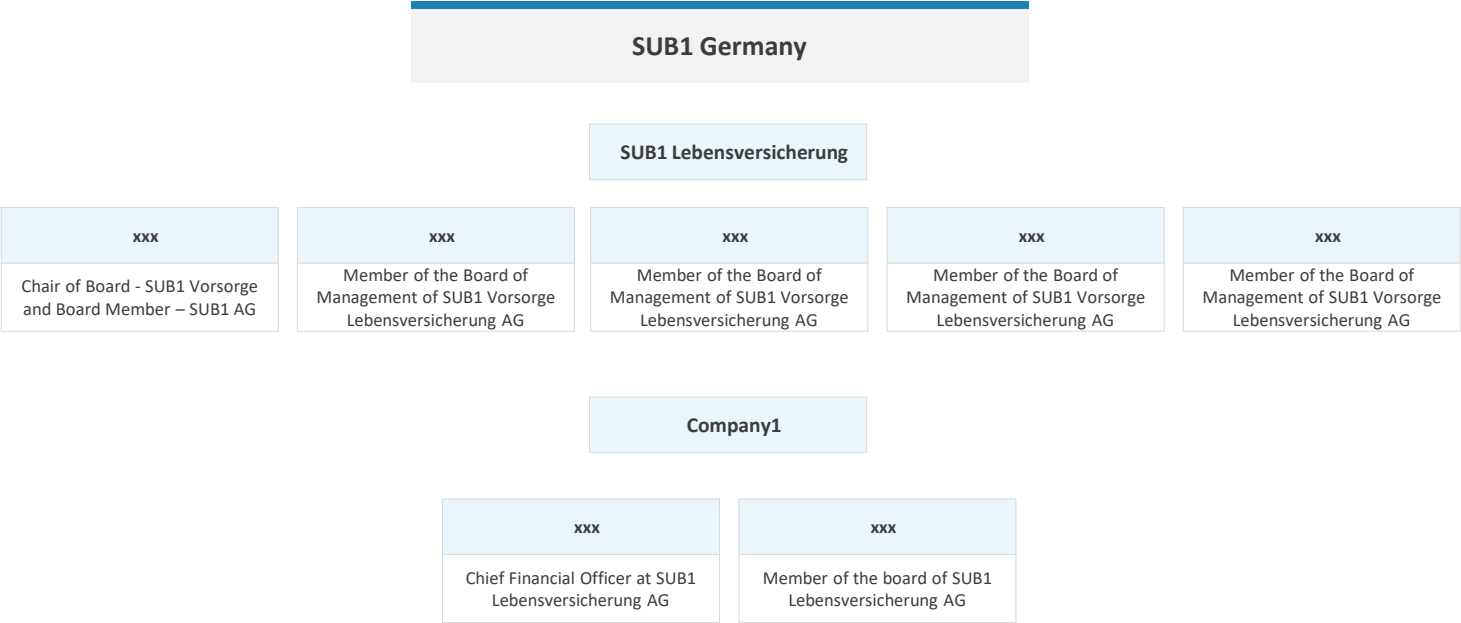 SUB1 Germany
SUB1 Lebensversicherung
xxx
Chair of Board - SUB1 Vorsorge
and Board Member – SUB1 AG
xxx
Member of the Board of
Management of SUB1 Vorsorge
Lebensversicherung AG
xxx
Member of the Board of
Management of SUB1 Vorsorge
Lebensversicherung AG
xxx
Member of the Board of
Management of SUB1 Vorsorge
Lebensversicherung AG
xxx
Member of the Board of
Management of SUB1 Vorsorge
Lebensversicherung AG
Company1
xxx
Chief Financial Officer at SUB1
Lebensversicherung AG
xxx
Member of the board of SUB1
Lebensversicherung AG